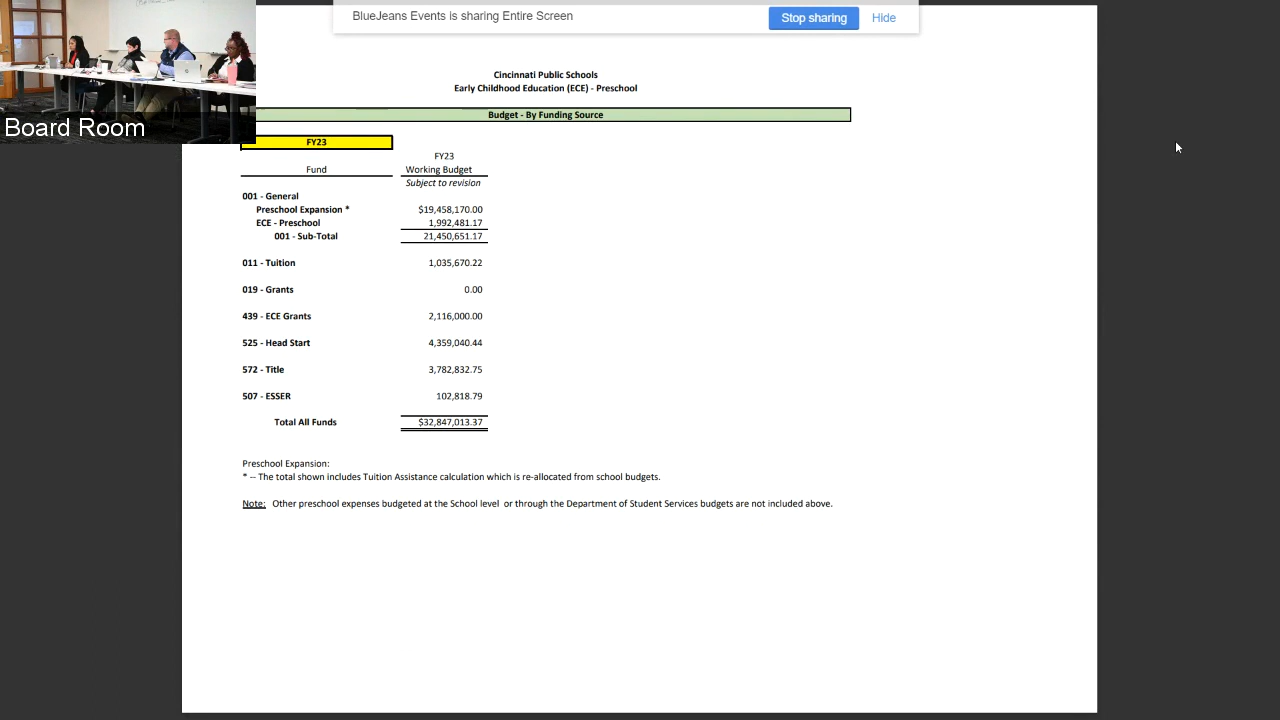 BlueJeans Events is sharing Entire Screen
Stop sharing
Hide
Board Room
Cincinnati Public Schools
Early Childhood Education (ECE) - Preschool
Budget - By Funding Source
FY23
FY23
Fund Working Budget
Subject to revision
001 - General
Preschool Expansion * $19,458,170.00
ECE - Preschool 1,992,481.17
001 - Sub-Total 21,450,651.17
011 - Tuition 1,035,670.22
019 - Grants 0.00
439 - ECE Grants 2,116,000.00
525 - Head Start 4,359,040.44
572 - Title 3,782,832.75
507 - ESSER 102,818.79
Total All Funds $32,847,013.37
Preschool Expansion:
* -- The total shown includes Tuition Assistance calculation which is re-allocated from school budgets.
Note: Other preschool expenses budgeted at the School level or through the Department of Student Services budgets are not included above.